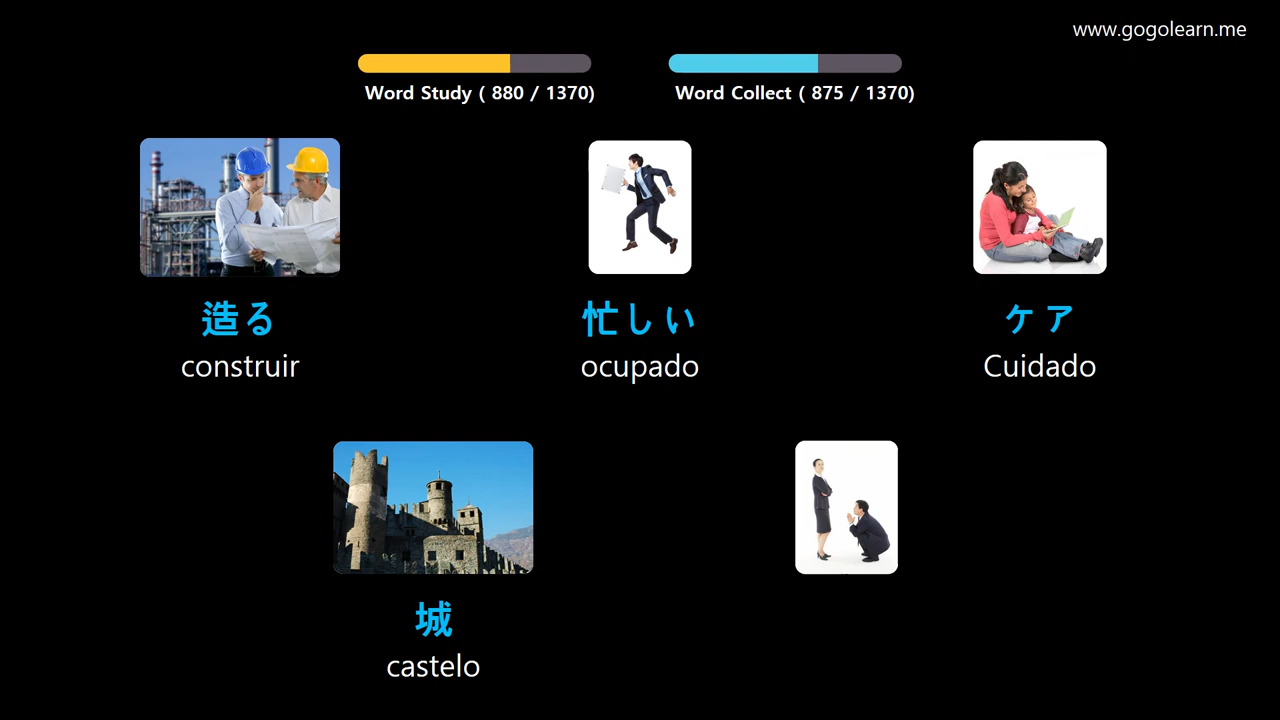 www.gogolearn.me
Word Study ( 880 / 1370)
Word Collect ( 875 / 1370)
造る
construir
忙しい
ocupado
ケア
Cuidado
城
castelo